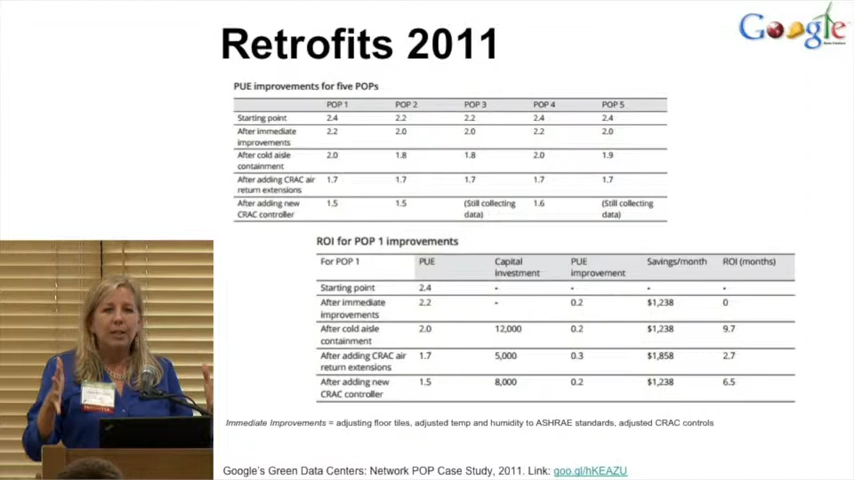 Google
Retrofits 2011
PUE improvements for five POPs
POP 1 POP 2 POP 3 POP 4 POP 5
Starting point 2.4 2.2 2.2 2.4 2.4
After immediate 2.2 2.0 2.0 2.2 2.0
improvements
After cold aisle 2.0 1.8 1.8 2.0 1.9
containment
After adding CRAC air 1.7 1.7 1.7 1.7 1.7
return extensions
After adding new 1.5 1.5 (Still collecting 1.6 (Still collecting
CRAC controller data) data)
ROI for POP 1 improvements
For POP 1 PUE Capital PUE Savings/month ROI (months)
Investment improvement
Starting point 2.4 - - - -
After immediate 2.2 - 0.2 $1,238 0
improvements
After cold aisle 2.0 12,000 0.2 $1,238 9.7
containment
After adding CRAC air 1.7 5,000 0.3 $1,858 2.7
return extensions
After adding new 1.5 8,000 0.2 $1,238 6.5
CRAC controller
Immediate Improvements = adjusting floor tiles, adjusted temp and humidity to ASHRAE standards, adjusted CRAC controls
Google's Green Data Centers: Network POP Case Study, 2011. Link: goo.gl/hKEAZU